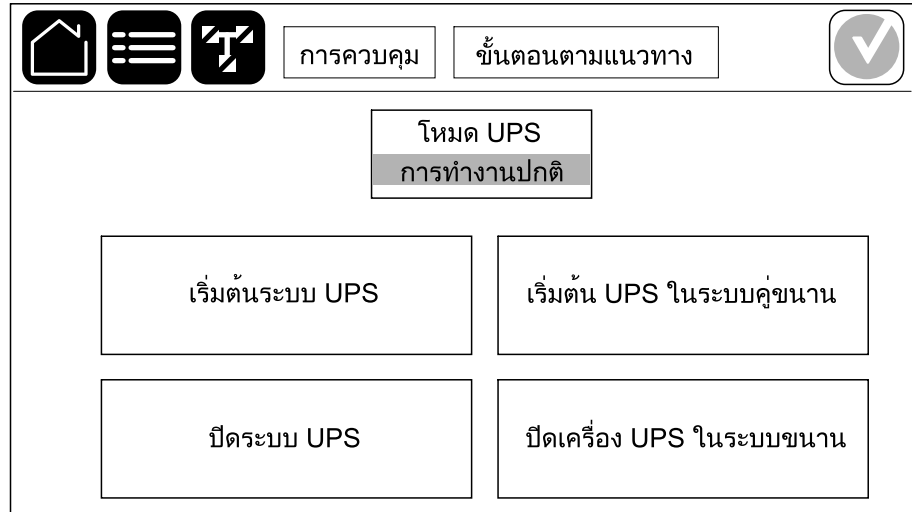 การควบคุม
ขั้นตอนตามแนวทาง
โหมด UPS
การทำงานปกติ
เริ่มต้นระบบ UPS
เริ่มต้น UPS ในระบบคู่ขนาน
ปิดระบบ UPS
ปิดเครื่อง UPS ในระบบขนาน